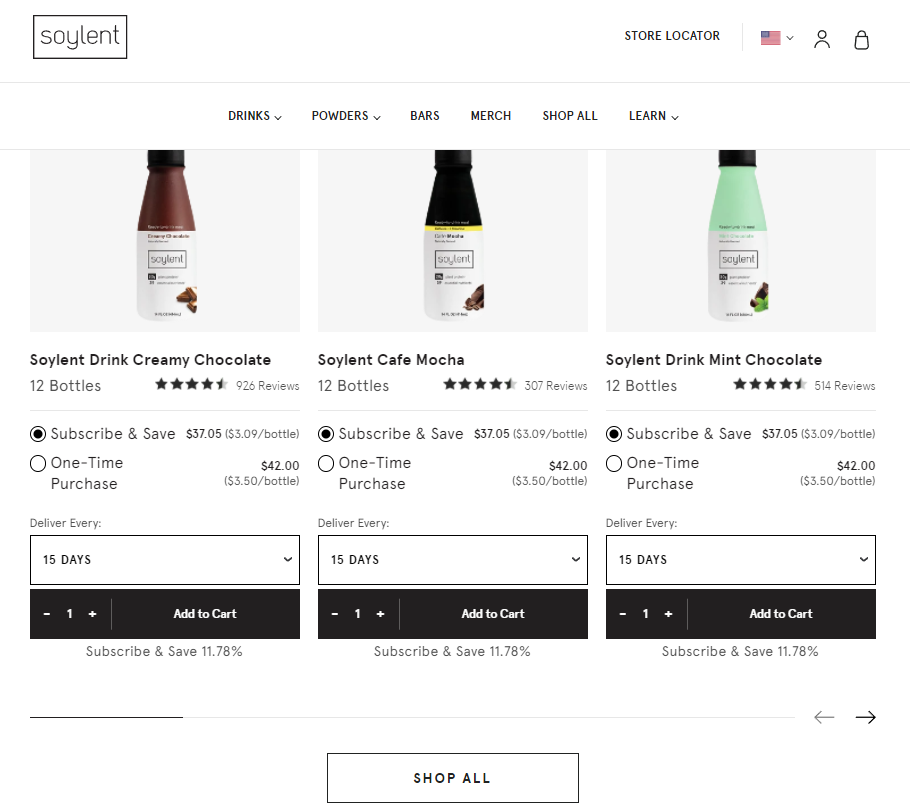 soylent
STORE LOCATOR
DRINKS POWDERS BARS MERCH SHOP ALL LEARN
Creamy Chocolate
soylent
Cafe Mocha
soylent
Mint Chocolate
soylent
Soylent Drink Creamy Chocolate
12 Bottles 926 Reviews
Subscribe & Save $37.05 ($3.09/bottle)
One-Time Purchase $42.00
($3.50/bottle)
Deliver Every:
15 DAYS
- 1 + Add to Cart
Subscribe & Save 11.78%
Soylent Cafe Mocha
12 Bottles 307 Reviews
Subscribe & Save $37.05 ($3.09/bottle)
One-Time Purchase $42.00
($3.50/bottle)
Deliver Every:
15 DAYS
- 1 + Add to Cart
Subscribe & Save 11.78%
Soylent Drink Mint Chocolate
12 Bottles 514 Reviews
Subscribe & Save $37.05 ($3.09/bottle)
One-Time Purchase $42.00
($3.50/bottle)
Deliver Every:
15 DAYS
- 1 + Add to Cart
Subscribe & Save 11.78%
SHOP ALL